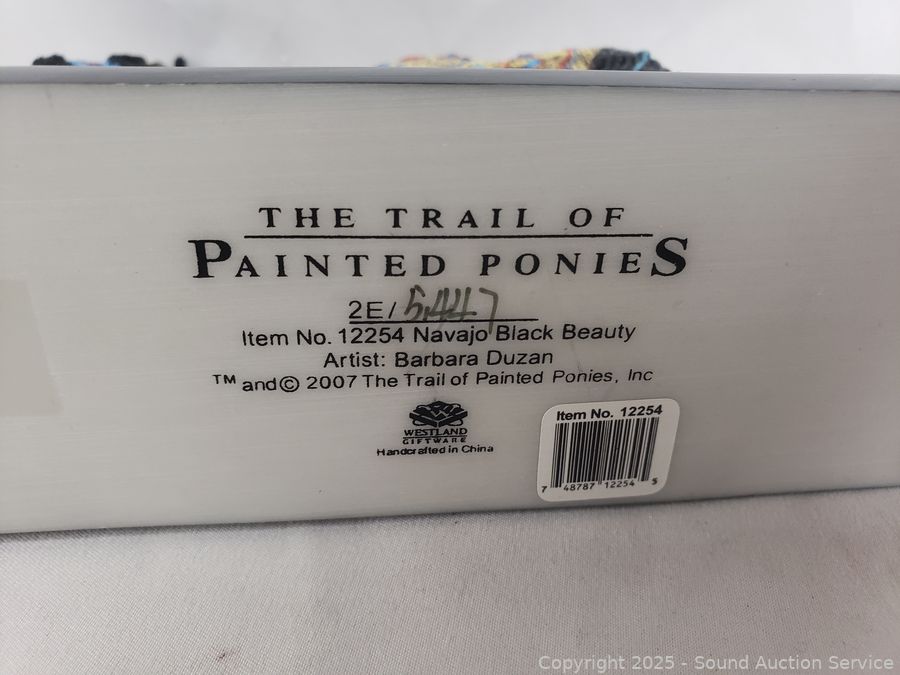 THE TRAIL OF
PAINTED PONIES
2E/5,447
Item No. 12254 Navajo Black Beauty
Artist: Barbara Duzan
™ and © 2007 The Trail of Painted Ponies, Inc
WESTLAND
GIFTWARE
Handcrafted in China
Item No. 12254
7 48787 12254 5
Copyright 2025 - Sound Auction Service